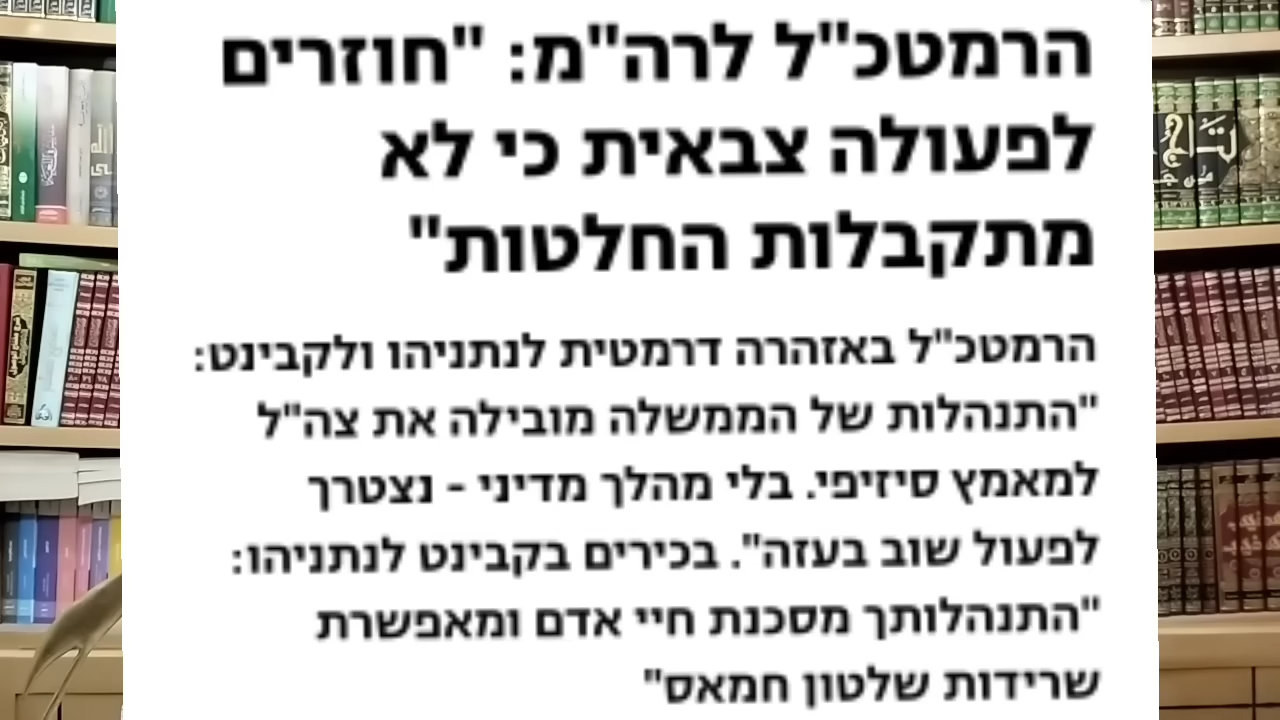 הרמטכ"ל לרה"מ: "חוזרים
לפעולה צבאית כי לא
מתקבלות החלטות"
הרמטכ"ל באזהרה דרמטית לנתניהו ולקבינט:
"התנהלות של הממשלה מובילה את צה"ל
למאמץ סיזיפי. בלי מהלך מדיני - נצטרך
לפעול שוב בעזה". בכירים בקבינט לנתניהו:
"התנהלותך מסכנת חיי אדם ומאפשרת
שרידות שלטון חמאס"